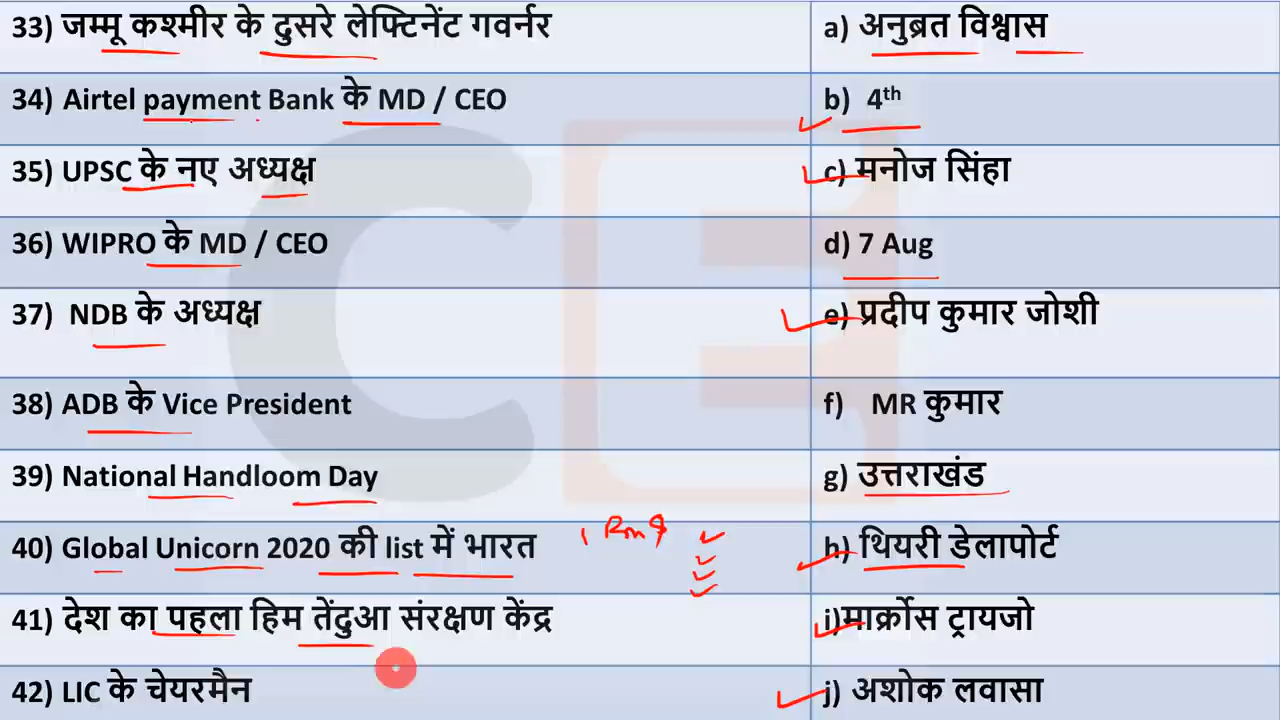 33) जम्मू कश्मीर के दुसरे लेफ्टिनेंट गवर्नर
a) अनुब्रत विश्वास
34) Airtel payment Bank के MD / CEO
b) 4th
35) UPSC के नए अध्यक्ष
c) मनोज सिंहा
36) WIPRO के MD / CEO
d) 7 Aug
37) NDB के अध्यक्ष
e) प्रदीप कुमार जोशी
38) ADB के Vice President
f) MR कुमार
39) National Handloom Day
g) उत्तराखंड
40) Global Unicorn 2020 की list में भारत
h) थियरी डेलापोर्ट
41) देश का पहला हिम तेंदुआ संरक्षण केंद्र
i)मार्क्रोस ट्रायजो
42) LIC के चेयरमैन
j) अशोक लवासा